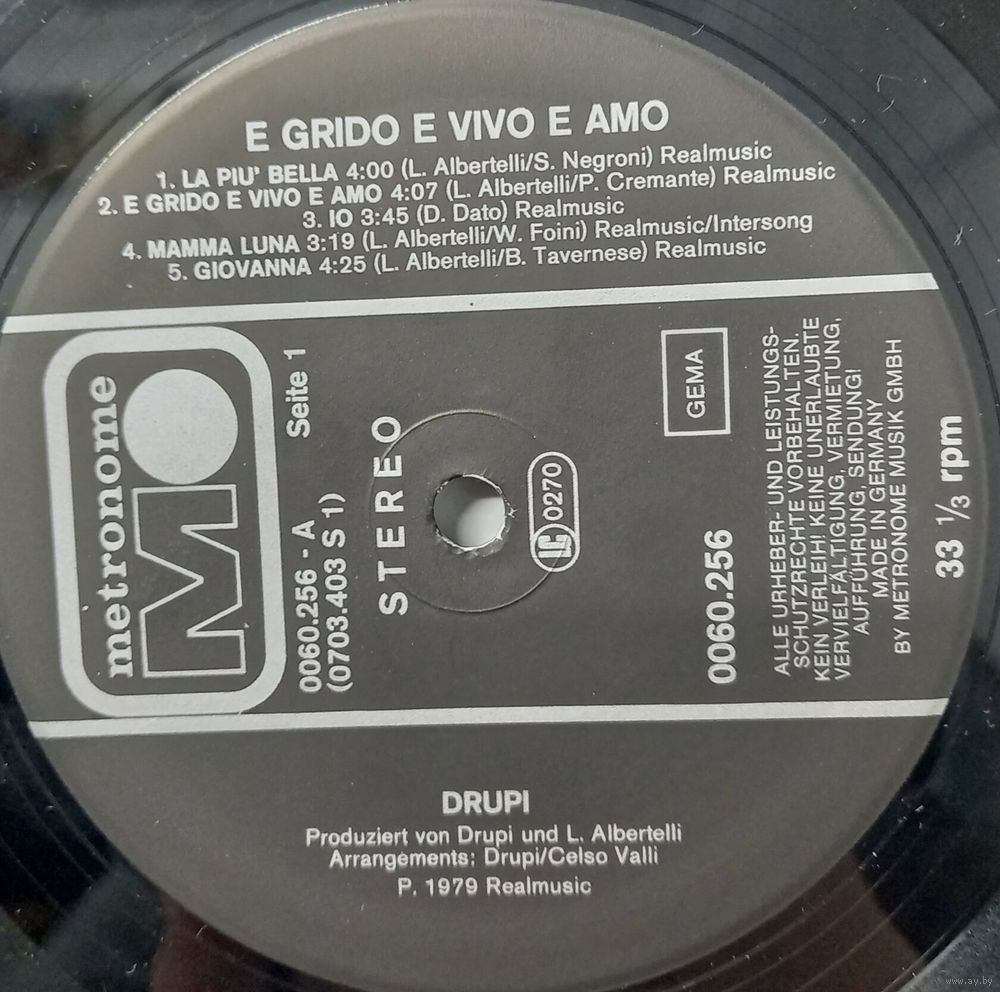 E GRIDO E VIVO E AMO
1. LA PIU' BELLA 4:00 (L. Albertelli/S. Negroni) Realmusic
2. E GRIDO E VIVO E AMO 4:07 (L. Albertelli/P. Cremante) Realmusic
3. IO 3:45 (D. Dato) Realmusic
4. MAMMA LUNA 3:19 (L. Albertelli/W. Foini) Realmusic/Intersong
5. GIOVANNA 4:25 (L. Albertelli/B. Tavernese) Realmusic
metronome
M
0060.256 - A
(0703.403 S 1)
Seite 1
STEREO
LC 0270
GEMA
0060.256
ALLE URHEBER- UND LEISTUNGS-
SCHUTZRECHTE VORBEHALTEN.
KEIN VERLEIH! KEINE UNERLAUBTE
VERVIELFÄLTIGUNG, VERMIETUNG,
AUFFÜHRUNG, SENDUNG!
MADE IN GERMANY
BY METRONOME MUSIK GMBH
33 1/3 rpm
DRUPI
Produziert von Drupi und L. Albertelli
Arrangements: Drupi/Celso Valli
P. 1979 Realmusic
www.ay.by